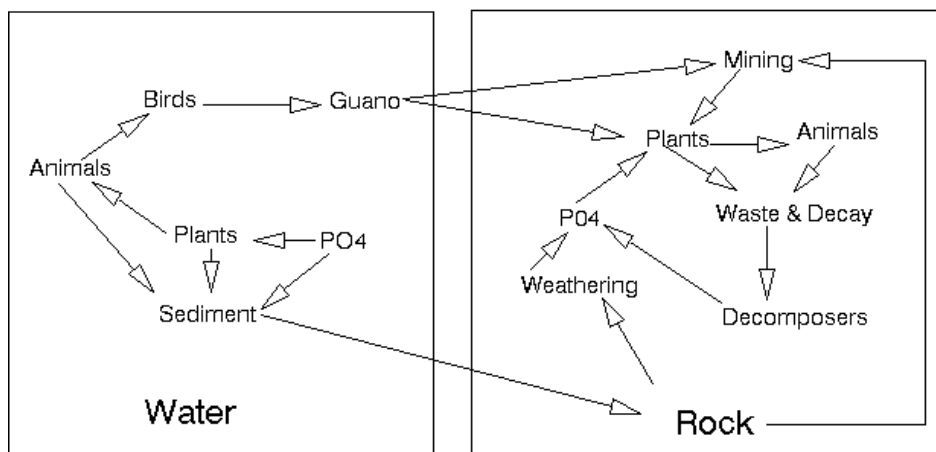 Birds
Guano
Animals
Plants
PO4
Sediment
Water
Mining
Plants
Animals
P04
Waste & Decay
Weathering
Decomposers
Rock